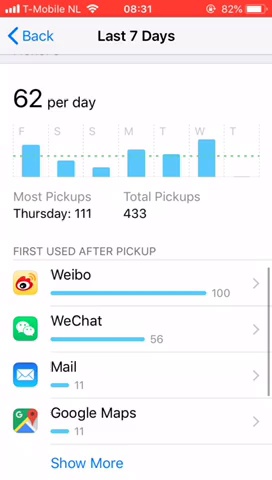 T-Mobile NL 08:31 82%
Back Last 7 Days
62 per day
F S S M T W T
Most Pickups Total Pickups
Thursday: 111 433
FIRST USED AFTER PICKUP
Weibo
100
WeChat
56
Mail
11
Google Maps
11
Show More